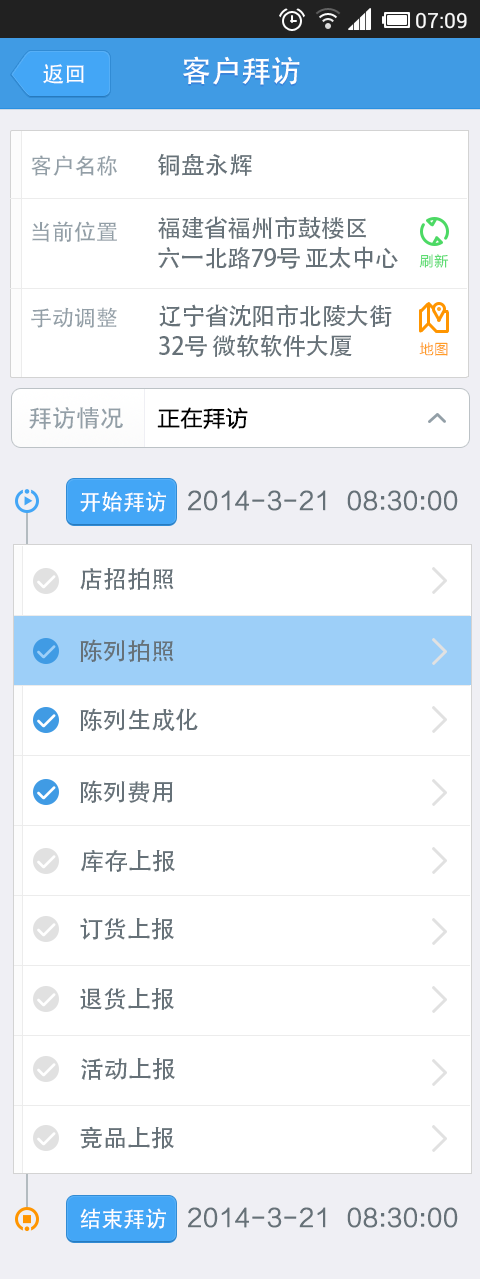 07:09
返回
客户拜访
客户名称 铜盘永辉
当前位置 福建省福州市鼓楼区
六一北路79号 亚太中心
刷新
手动调整 辽宁省沈阳市北陵大街
32号 微软软件大厦
地图
拜访情况 正在拜访
开始拜访 2014-3-21 08:30:00
店招拍照
陈列拍照
陈列生成化
陈列费用
库存上报
订货上报
退货上报
活动上报
竞品上报
结束拜访 2014-3-21 08:30:00